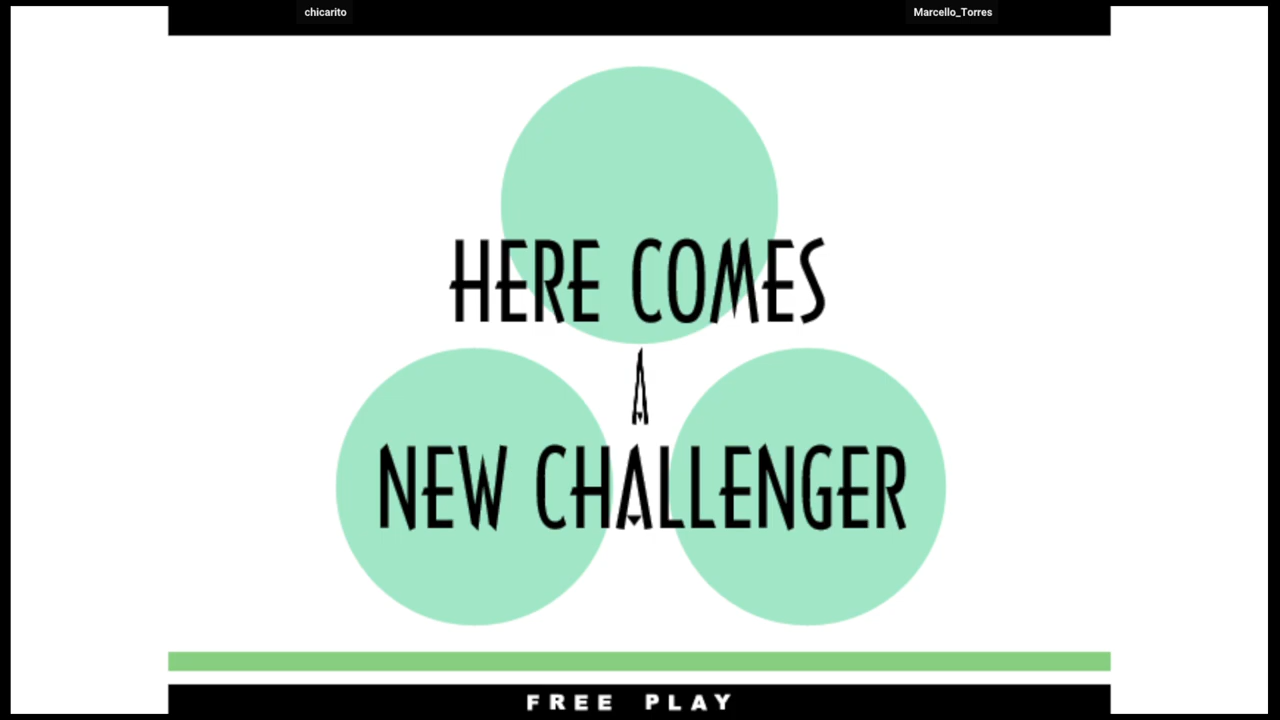 chicarito
Marcello_Torres
HERE COMES
A
NEW CHALLENGER
FREE PLAY